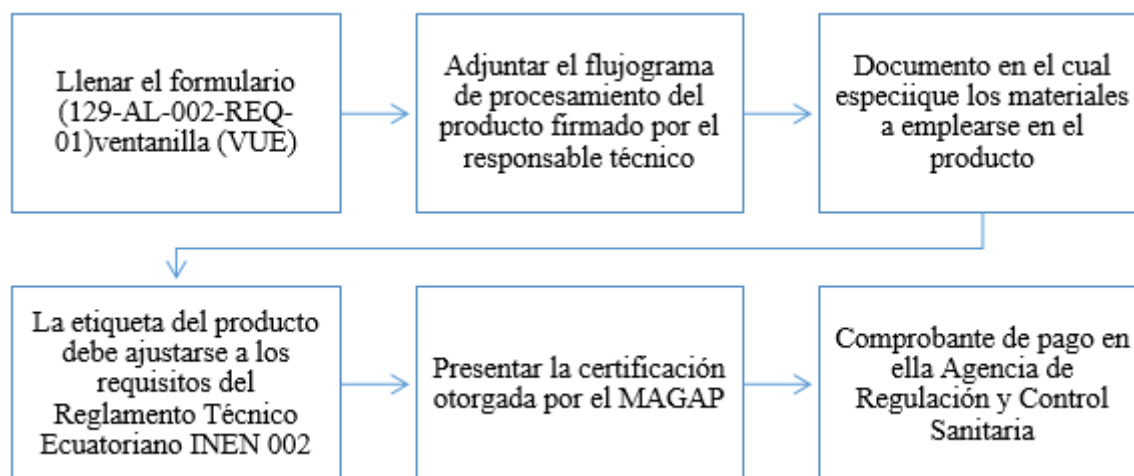 Llenar el formulario
(129-AL-002-REQ-
01)ventanilla (VUE)
Adjuntar el flujograma
de procesamiento del
producto firmado por el
responsable técnico
Documento en el cual
especiique los materiales
a emplearse en el
producto
La etiqueta del producto
debe ajustarse a los
requisitos del
Reglamento Técnico
Ecuatoriano INEN 002
Presentar la certificación
otorgada por el MAGAP
Comprobante de pago en
ella Agencia de
Regulación y Control
Sanitaria